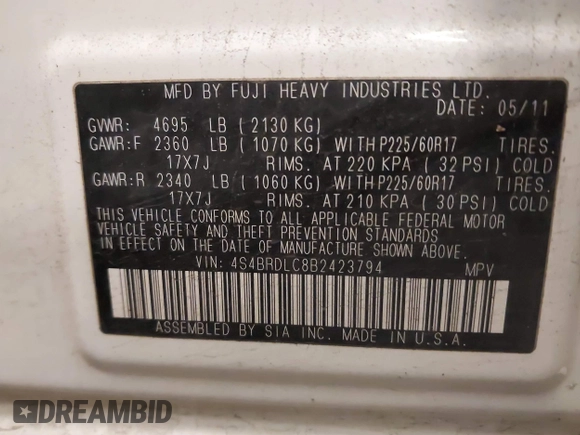 MFD BY FUJI HEAVY INDUSTRIES LTD.
DATE: 05/11
GVWR: 4695 LB (2130 KG)
GAWR:F 2360 LB (1070 KG) WITH P225/60R17 TIRES.
17X7J RIMS. AT 220 KPA (32 PSI) COLD
GAWR:R 2340 LB (1060 KG) WITH P225/60R17 TIRES.
17X7J RIMS. AT 210 KPA (30 PSI) COLD
THIS VEHICLE CONFORMS TO ALL APPLICABLE FEDERAL MOTOR
VEHICLE SAFETY AND THEFT PREVENTION STANDARDS
IN EFFECT ON THE DATE OF MANUFACTURE SHOWN ABOVE.
VIN: 4S4BRDLC8B2423794 MPV
ASSEMBLED BY SIA INC. MADE IN U.S.A.
DREAMBID